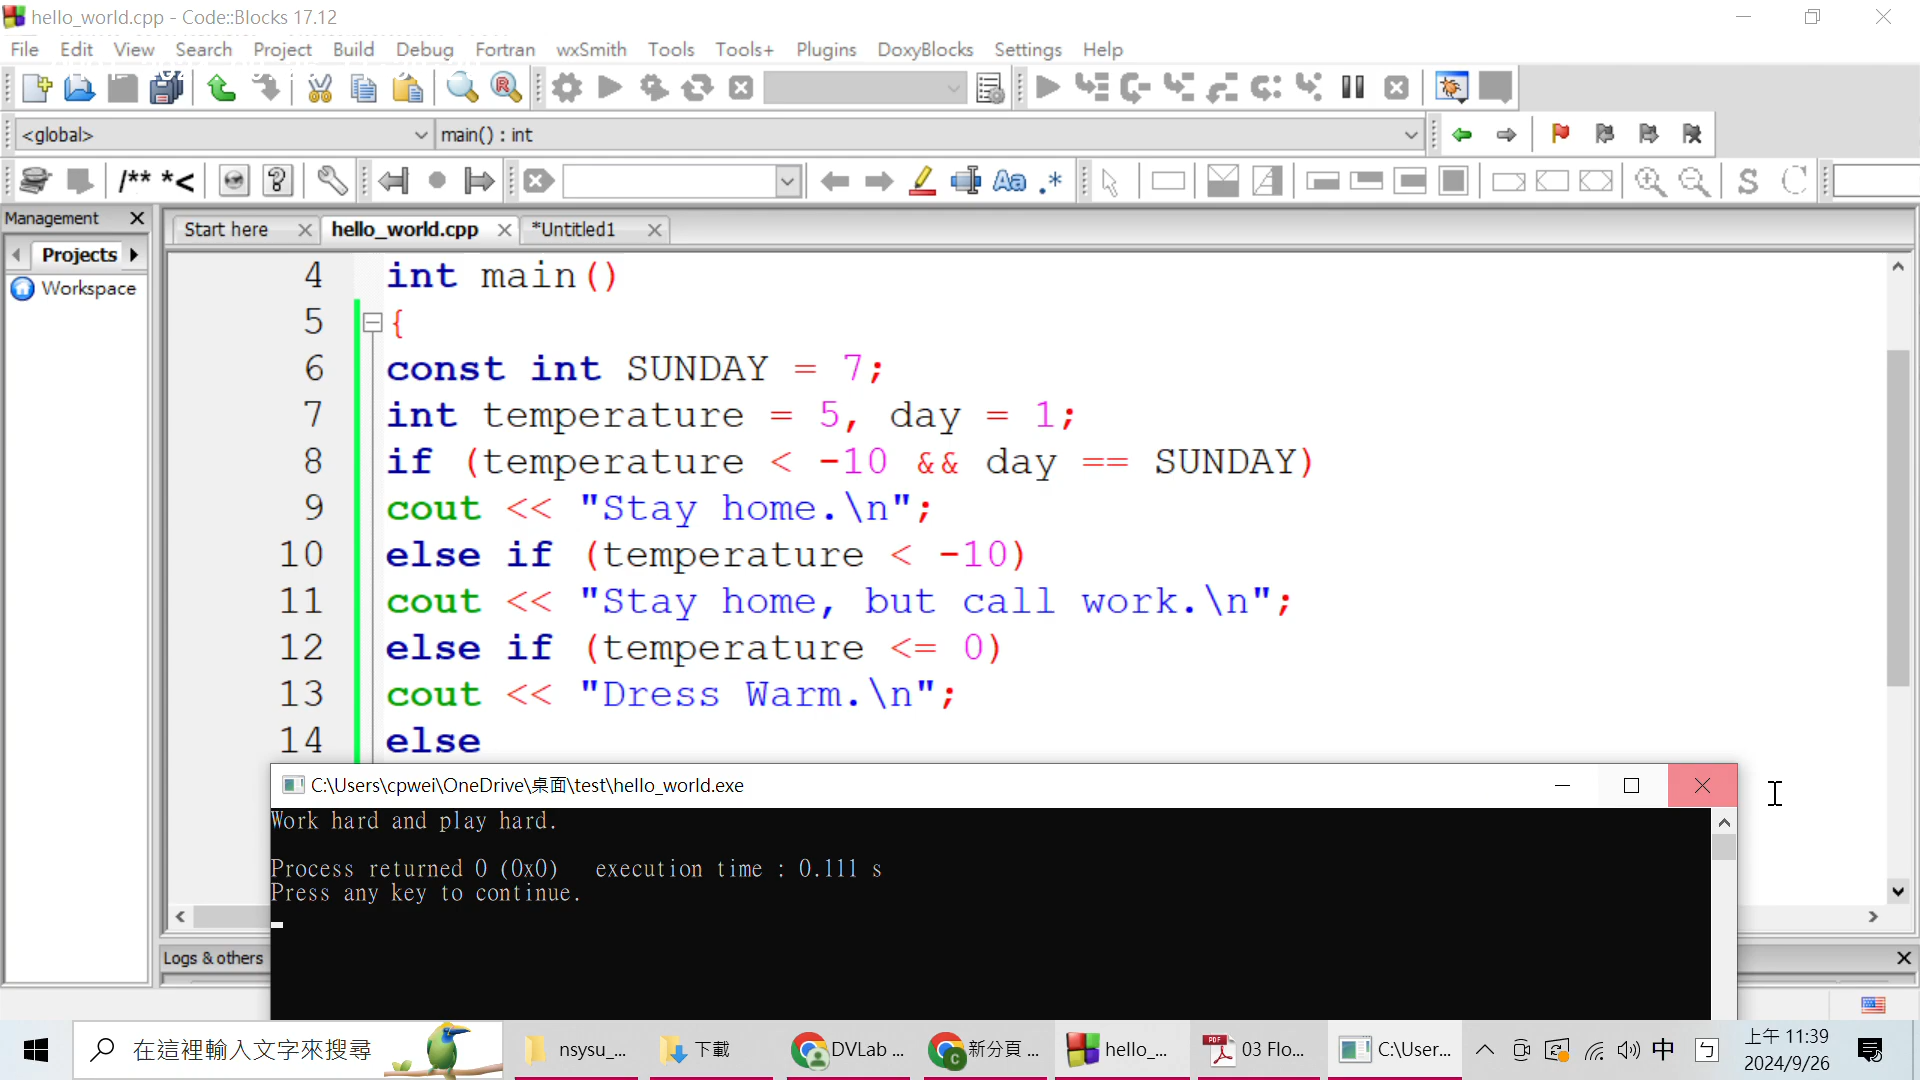 hello_world.cpp - Code::Blocks 17.12
File Edit View Search Project Build Debug Fortran wxSmith Tools Tools+ Plugins DoxyBlocks Settings Help
<global>
main() : int
/** *<
Aa .*
S
Management
Start here
hello_world.cpp
*Untitled1
Projects
Workspace
4 int main()
5 {
6 const int SUNDAY = 7;
7 int temperature = 5, day = 1;
8 if (temperature < -10 && day == SUNDAY)
9 cout << "Stay home.\n";
10 else if (temperature < -10)
11 cout << "Stay home, but call work.\n";
12 else if (temperature <= 0)
13 cout << "Dress Warm.\n";
14 else
C:\Users\cpwei\OneDrive\桌面\test\hello_world.exe
Work hard and play hard.
Process returned 0 (0x0) execution time : 0.111 s
Press any key to continue.
Logs & others
在這裡輸入文字來搜尋
nsysu_...
下載
DVLab ...
新分頁 ...
hello_...
03 Flo...
C:\User...
中
ㄅ
上午 11:39
2024/9/26